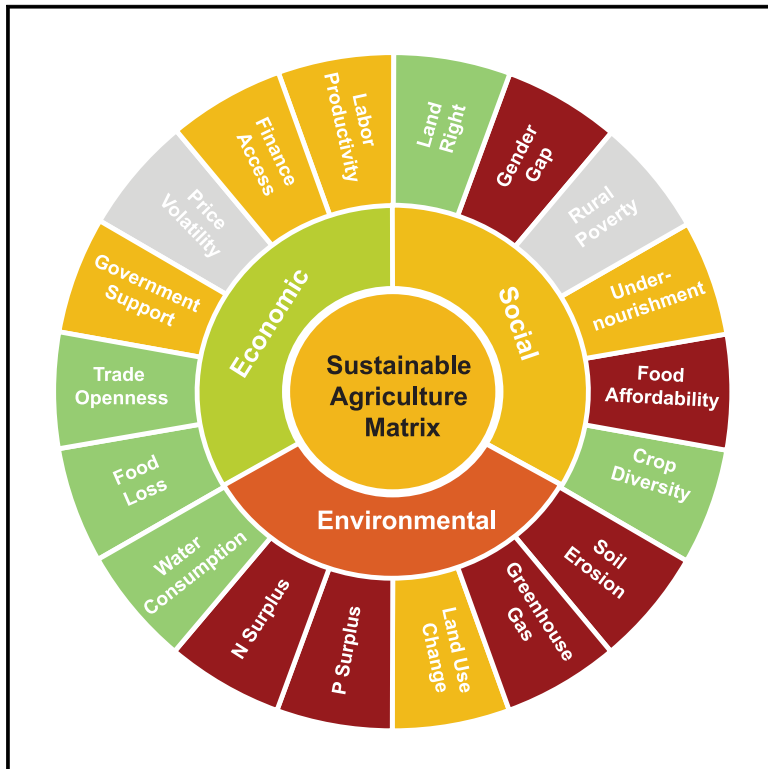 Sustainable
Agriculture
Matrix
Economic
Social
Environmental
Labor
Productivity
Land
Right
Gender
Gap
Rural
Poverty
Under-
nourishment
Food
Affordability
Crop
Diversity
Soil
Erosion
Greenhouse
Gas
Land Use
Change
P Surplus
N Surplus
Water
Consumption
Food
Loss
Trade
Openness
Government
Support
Price
Volatility
Finance
Access